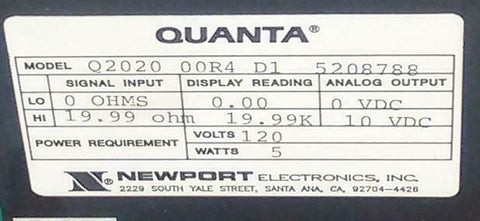 QUANTA®
MODEL Q2020 00R4 D1 5208788
SIGNAL INPUT DISPLAY READING ANALOG OUTPUT
LO 0 OHMS 0.00 0 VDC
HI 19.99 ohm 19.99K 10 VDC
POWER REQUIREMENT VOLTS 120
WATTS 5
N NEWPORT ELECTRONICS, INC.
2229 SOUTH YALE STREET, SANTA ANA, CA, 92704-4426